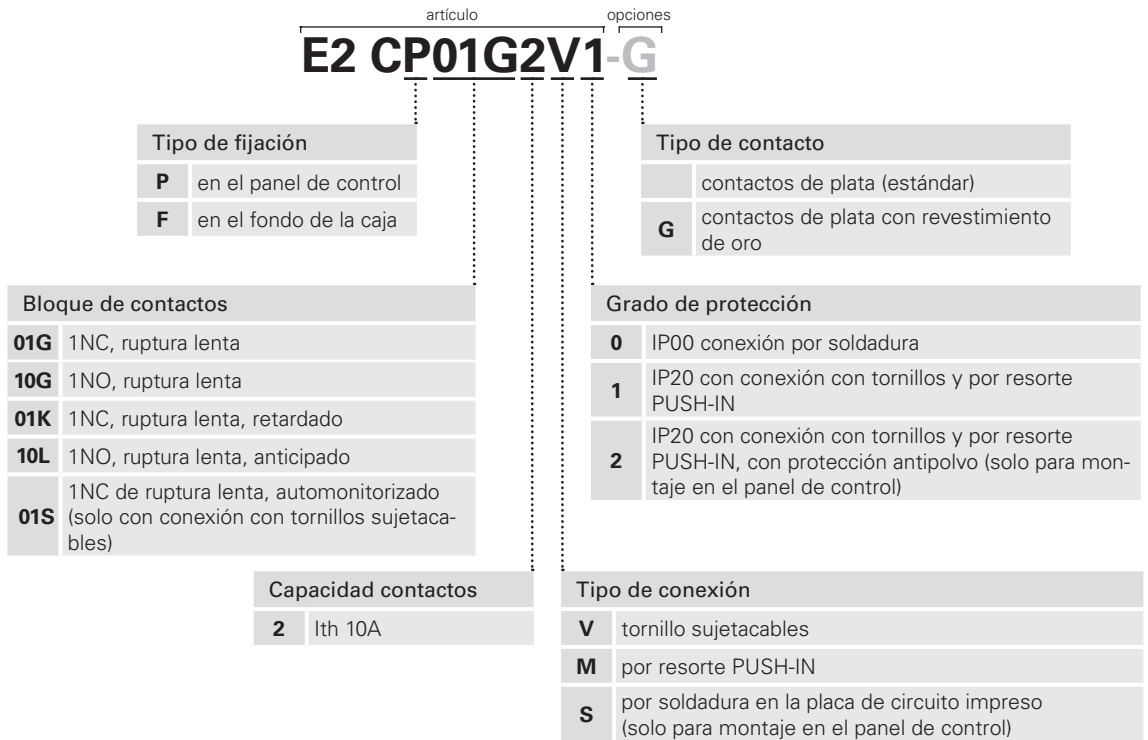 artículo opciones
E2 CP01G2V1-G
Tipo de fijación
P en el panel de control
F en el fondo de la caja
Tipo de contacto
contactos de plata (estándar)
G contactos de plata con revestimiento
de oro
Bloque de contactos
01G 1NC, ruptura lenta
10G 1NO, ruptura lenta
01K 1NC, ruptura lenta, retardado
10L 1NO, ruptura lenta, anticipado
01S 1NC de ruptura lenta, automonitorizado
(solo con conexión con tornillos sujetaca-
bles)
Grado de protección
0 IP00 conexión por soldadura
1 IP20 con conexión con tornillos y por resorte
PUSH-IN
2 IP20 con conexión con tornillos y por resorte
PUSH-IN, con protección antipolvo (solo para mon-
taje en el panel de control)
Capacidad contactos
2 Ith 10A
Tipo de conexión
V tornillo sujetacables
M por resorte PUSH-IN
S por soldadura en la placa de circuito impreso
(solo para montaje en el panel de control)